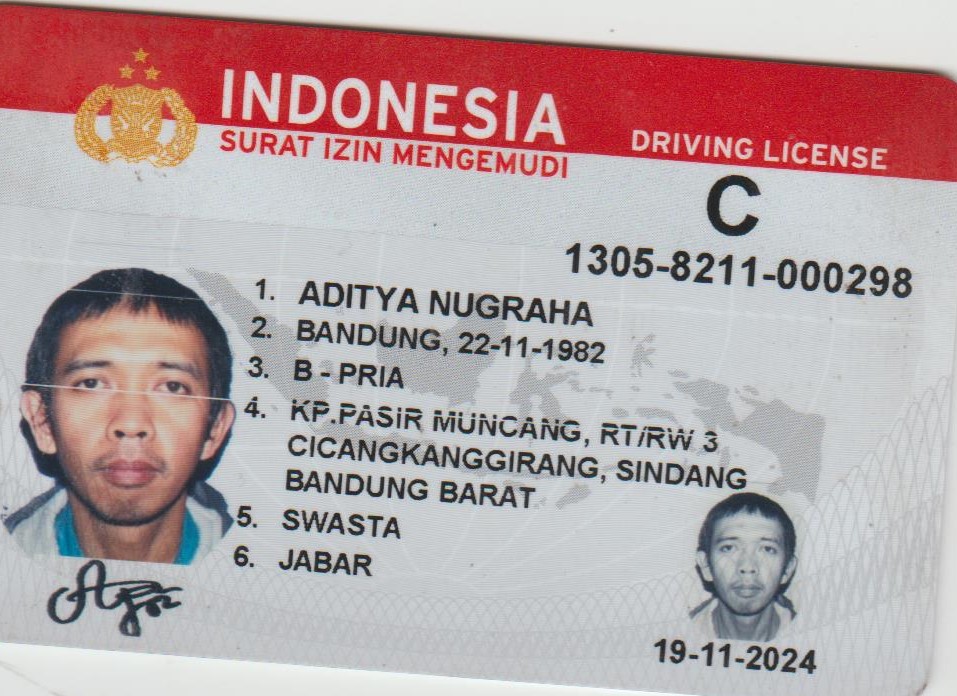 INDONESIA
SURAT IZIN MENGEMUDI
DRIVING LICENSE
C
1305-8211-000298
1. ADITYA NUGRAHA
2. BANDUNG, 22-11-1982
3. B - PRIA
4. KP.PASIR MUNCANG, RT/RW 3
CICANGKANGGIRANG, SINDANG
BANDUNG BARAT
5. SWASTA
6. JABAR
19-11-2024